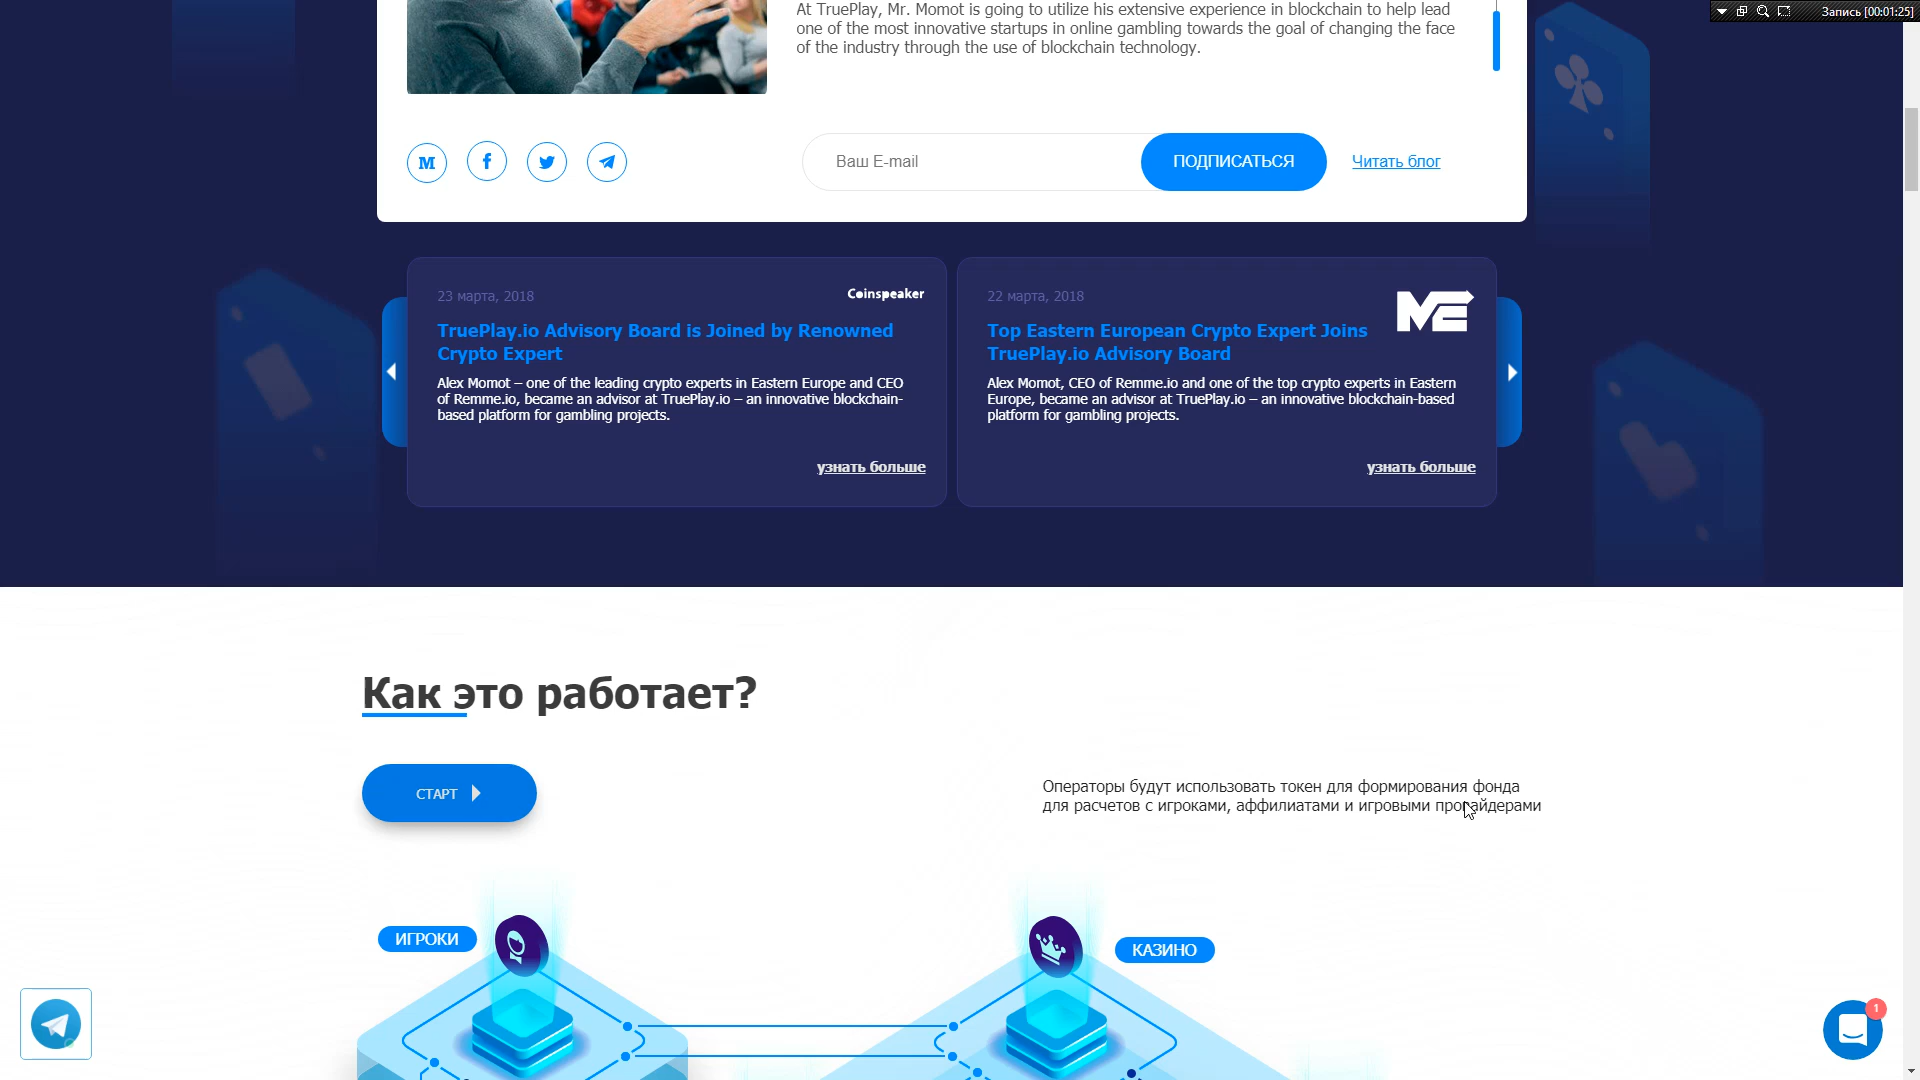 Запись [00:01:25]
At TruePlay, Mr. Momot is going to utilize his extensive experience in blockchain to help lead
one of the most innovative startups in online gambling towards the goal of changing the face
of the industry through the use of blockchain technology.
M
Ваш E-mail
ПОДПИСАТЬСЯ
Читать блог
23 марта, 2018
Coinspeaker
TruePlay.io Advisory Board is Joined by Renowned
Crypto Expert
Alex Momot – one of the leading crypto experts in Eastern Europe and CEO
of Remme.io, became an advisor at TruePlay.io – an innovative blockchain-
based platform for gambling projects.
узнать больше
22 марта, 2018
ME
Top Eastern European Crypto Expert Joins
TruePlay.io Advisory Board
Alex Momot, CEO of Remme.io and one of the top crypto experts in Eastern
Europe, became an advisor at TruePlay.io – an innovative blockchain-based
platform for gambling projects.
узнать больше
Как это работает?
СТАРТ
Операторы будут использовать токен для формирования фонда
для расчетов с игроками, аффилиатами и игровыми провайдерами
ИГРОКИ
КАЗИНО
1